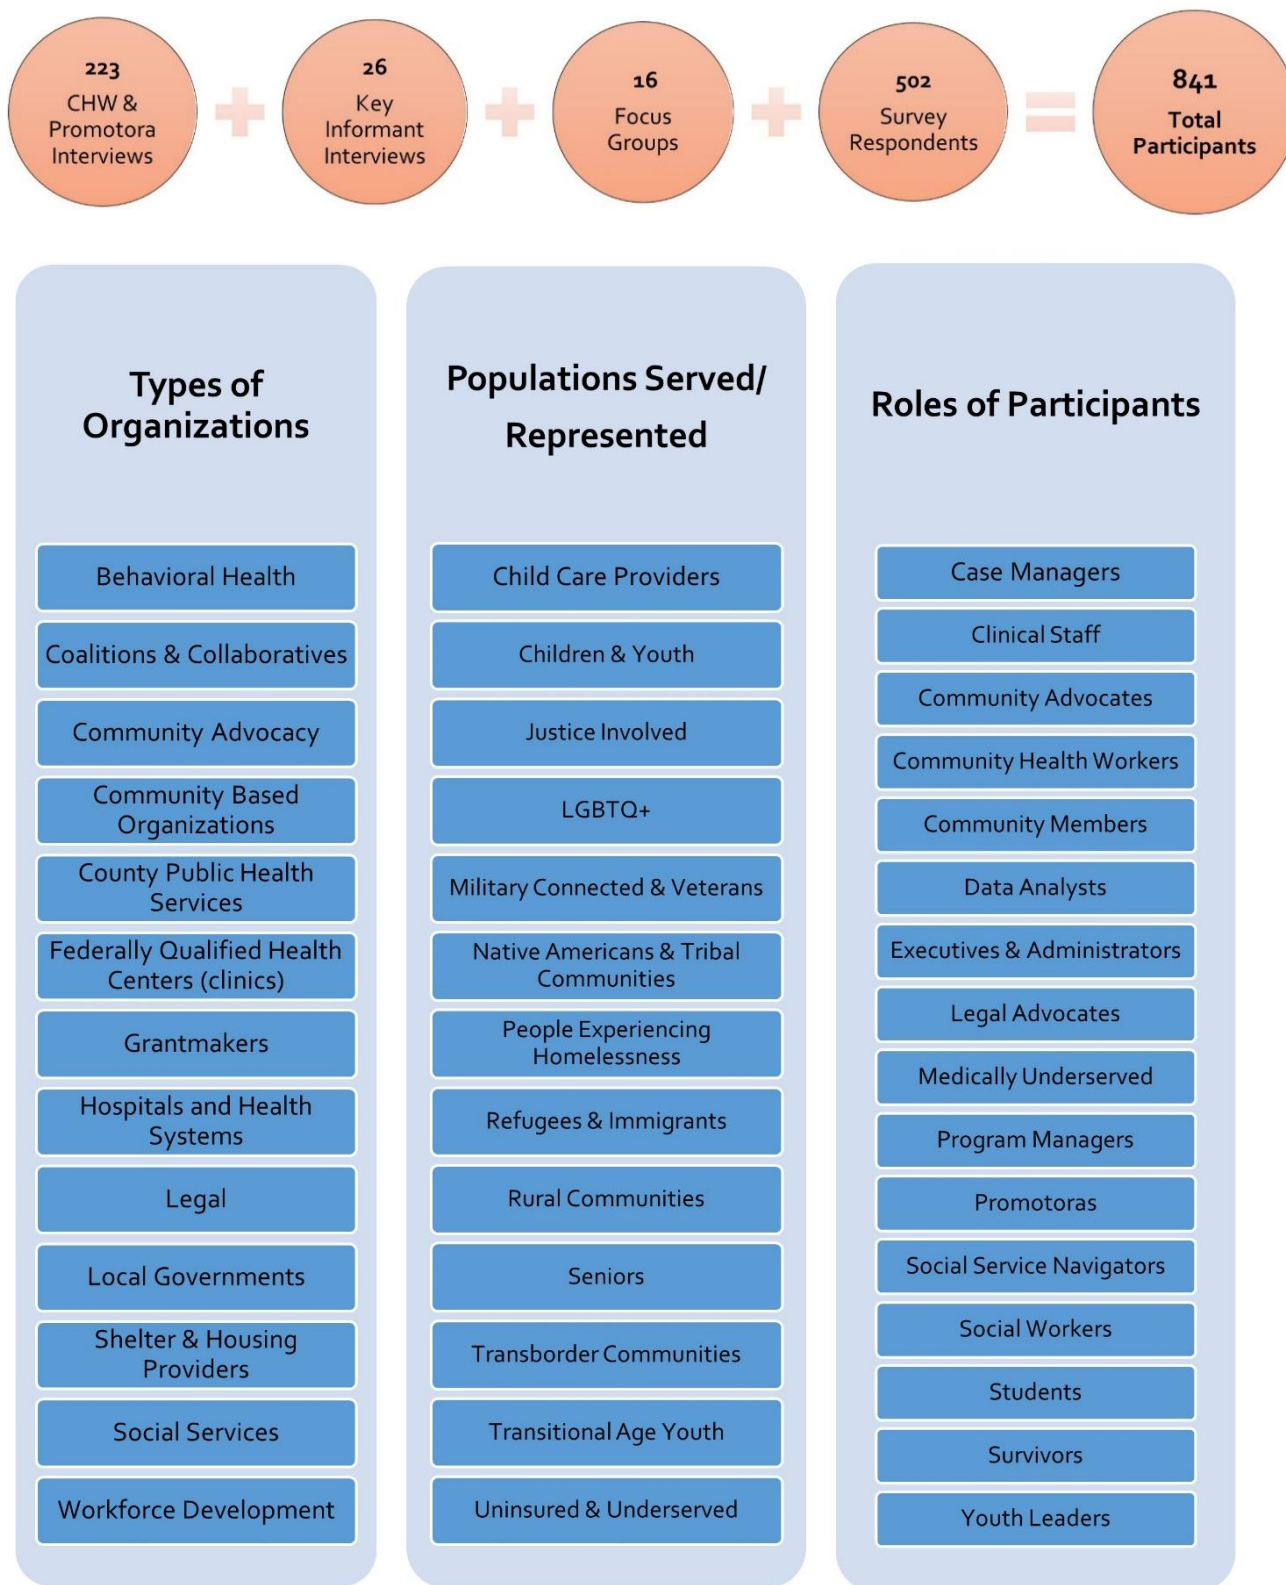 223
CHW &
Promotora
Interviews
26
Key
Informant
Interviews
16
Focus
Groups
502
Survey
Respondents
841
Total
Participants
Types of
Organizations
Behavioral Health
Coalitions & Collaboratives
Community Advocacy
Community Based
Organizations
County Public Health
Services
Federally Qualified Health
Centers (clinics)
Grantmakers
Hospitals and Health
Systems
Legal
Local Governments
Shelter & Housing
Providers
Social Services
Workforce Development
Populations Served/
Represented
Child Care Providers
Children & Youth
Justice Involved
LGBTQ+
Military Connected & Veterans
Native Americans & Tribal
Communities
People Experiencing
Homelessness
Refugees & Immigrants
Rural Communities
Seniors
Transborder Communities
Transitional Age Youth
Uninsured & Underserved
Roles of Participants
Case Managers
Clinical Staff
Community Advocates
Community Health Workers
Community Members
Data Analysts
Executives & Administrators
Legal Advocates
Medically Underserved
Program Managers
Promotoras
Social Service Navigators
Social Workers
Students
Survivors
Youth Leaders